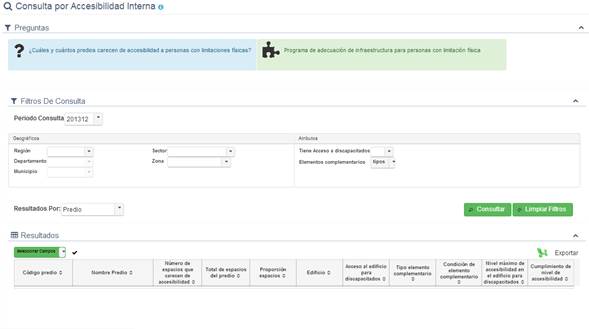 Consulta por Accesibilidad Interna
Preguntas
¿Cuáles y cuántos predios carecen de accesibilidad a personas con limitaciones físicas?
Programa de adecuación de infraestructura para personas con limitación física
Filtros De Consulta
Periodo Consulta 201312
Geográficos
Atributos
Región
Sector
Tiene Acceso a discapacitados
Departamento
Zona
Elementos complementarios tipos
Municipio
Resultados Por: Predio
Consultar
Limpiar Filtros
Resultados
Seleccionar Campos
Exportar
Código predio
Nombre Predio
Número de espacios que carecen de accesibilidad
Total de espacios del predio
Proporción espacios
Edificio
Acceso al edificio para discapacitados
Tipo elemento complementario
Condición de elemento complementario
Nivel máximo de accesibilidad en el edificio para discapacitados
Cumplimiento de nivel de accesibilidad